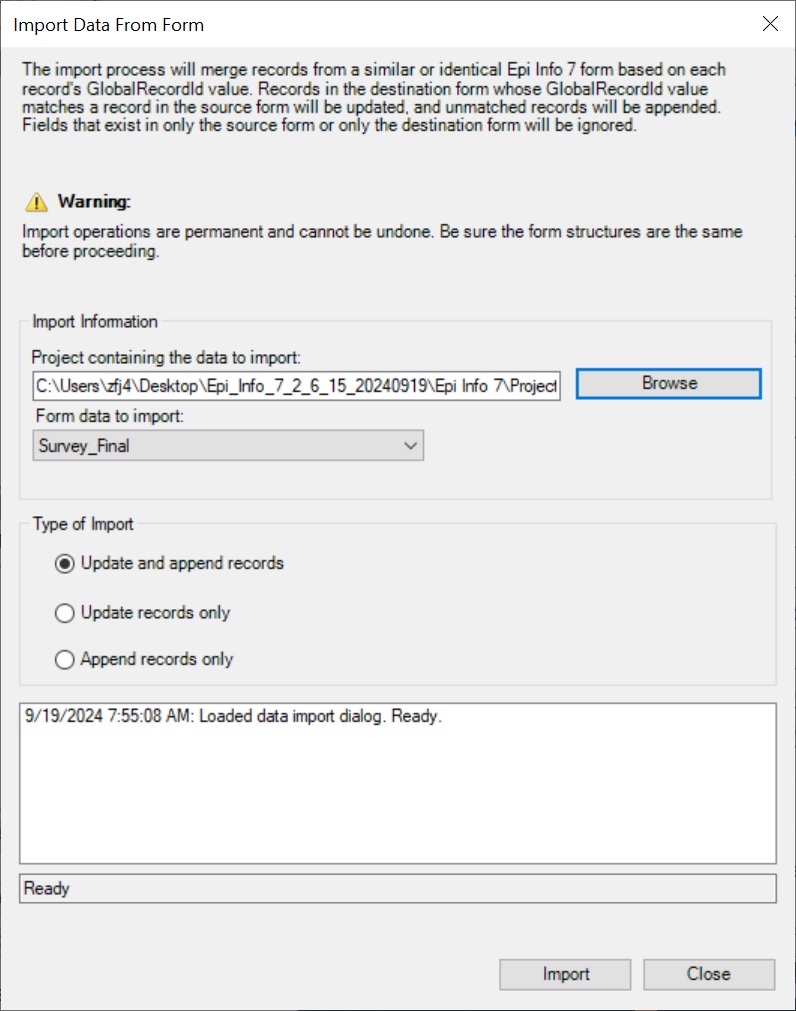 Import Data From Form
The import process will merge records from a similar or identical Epi Info 7 form based on each
record's GlobalRecordId value. Records in the destination form whose GlobalRecordId value
matches a record in the source form will be updated, and unmatched records will be appended.
Fields that exist in only the source form or only the destination form will be ignored.
Warning:
Import operations are permanent and cannot be undone. Be sure the form structures are the same
before proceeding.
Import Information
Project containing the data to import:
C:\Users\zfj4\Desktop\Epi_Info_7_2_6_15_20240919\Epi Info 7\Project
Browse
Form data to import:
Survey_Final
Type of Import
Update and append records
Update records only
Append records only
9/19/2024 7:55:08 AM: Loaded data import dialog. Ready.
Ready
Import Close